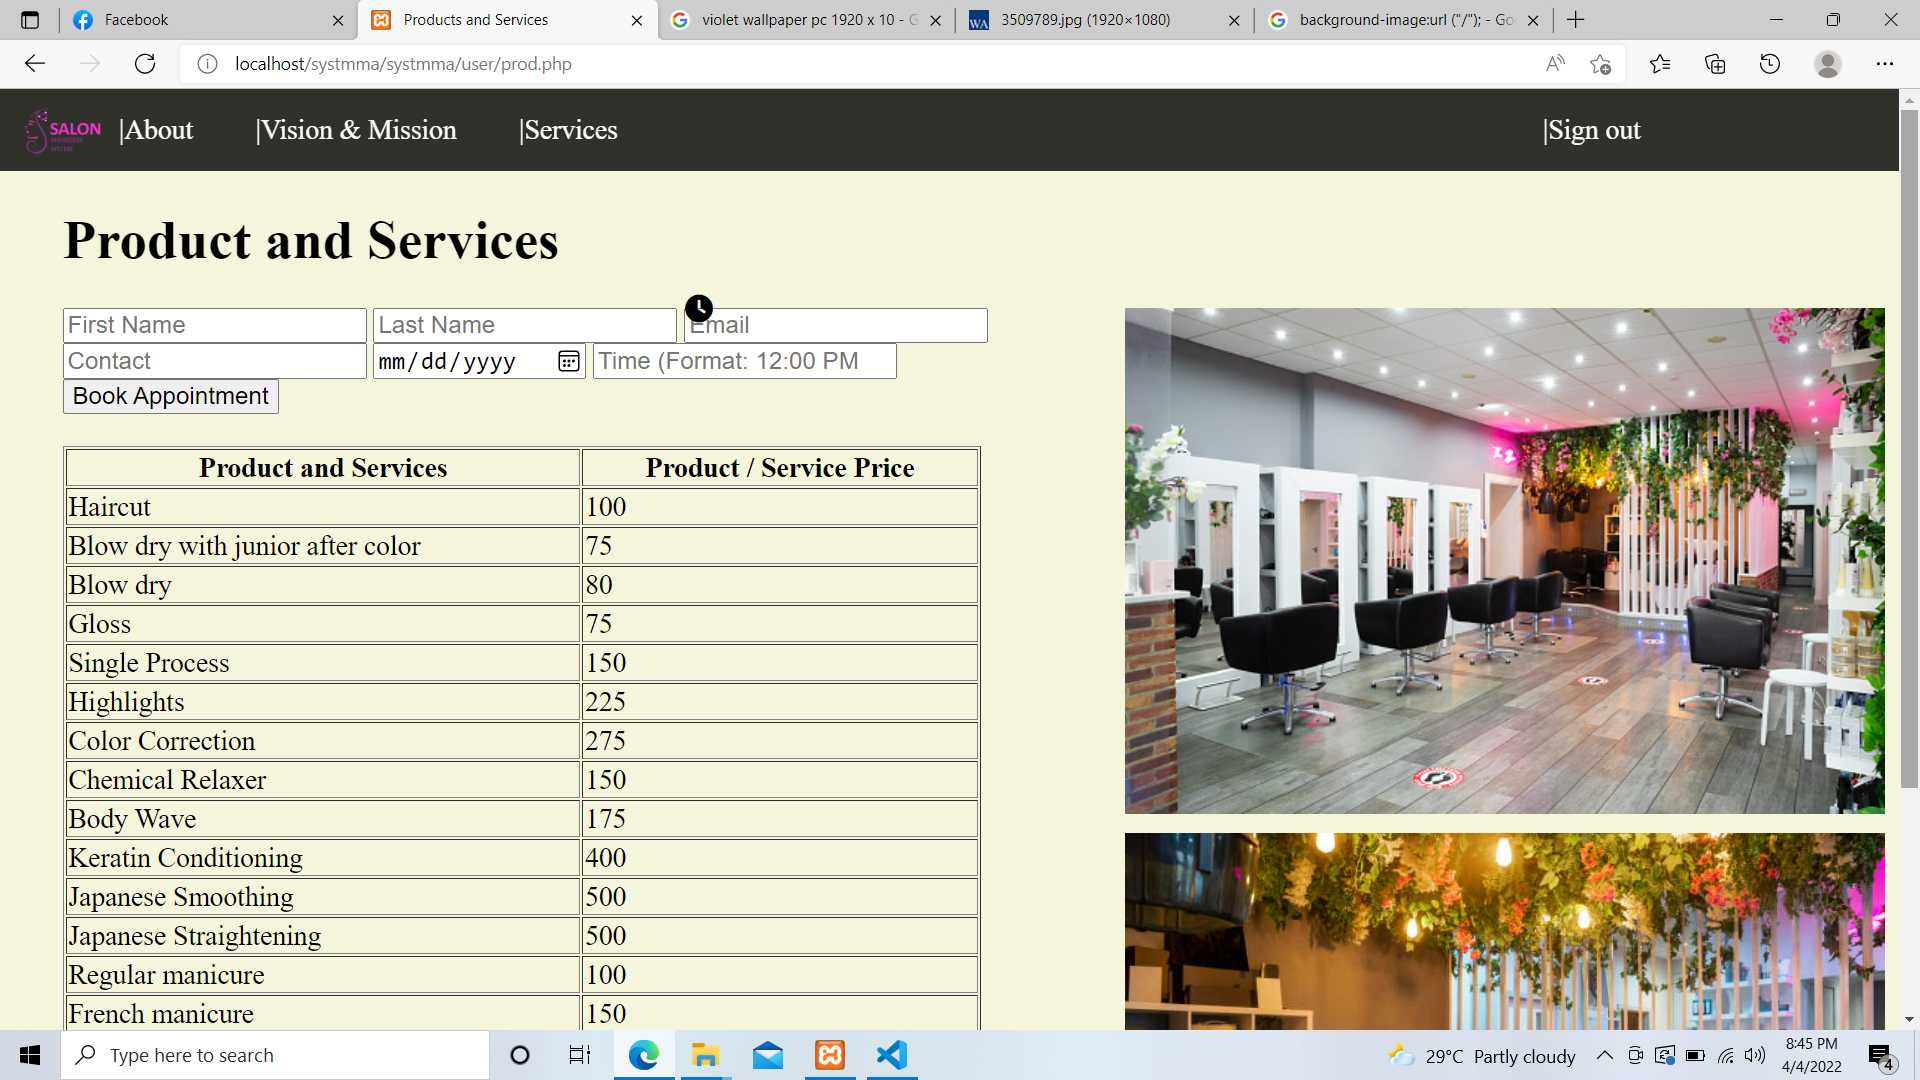 Facebook
Products and Services
violet wallpaper pc 1920 x 10 - G
3509789.jpg (1920×1080)
background-image:url ("/"); - Go
localhost/systmma/systmma/user/prod.php
SALON
MANAGEM
SYSTEM
|About
|Vision & Mission
|Services
|Sign out
Product and Services
First Name
Last Name
Email
Contact
mm/dd/yyyy
Time (Format: 12:00 PM
Book Appointment
Product and Services
Product / Service Price
Haircut
100
Blow dry with junior after color
75
Blow dry
80
Gloss
75
Single Process
150
Highlights
225
Color Correction
275
Chemical Relaxer
150
Body Wave
175
Keratin Conditioning
400
Japanese Smoothing
500
Japanese Straightening
500
Regular manicure
100
French manicure
150
Type here to search
29°C Partly cloudy
8:45 PM
4/4/2022
4